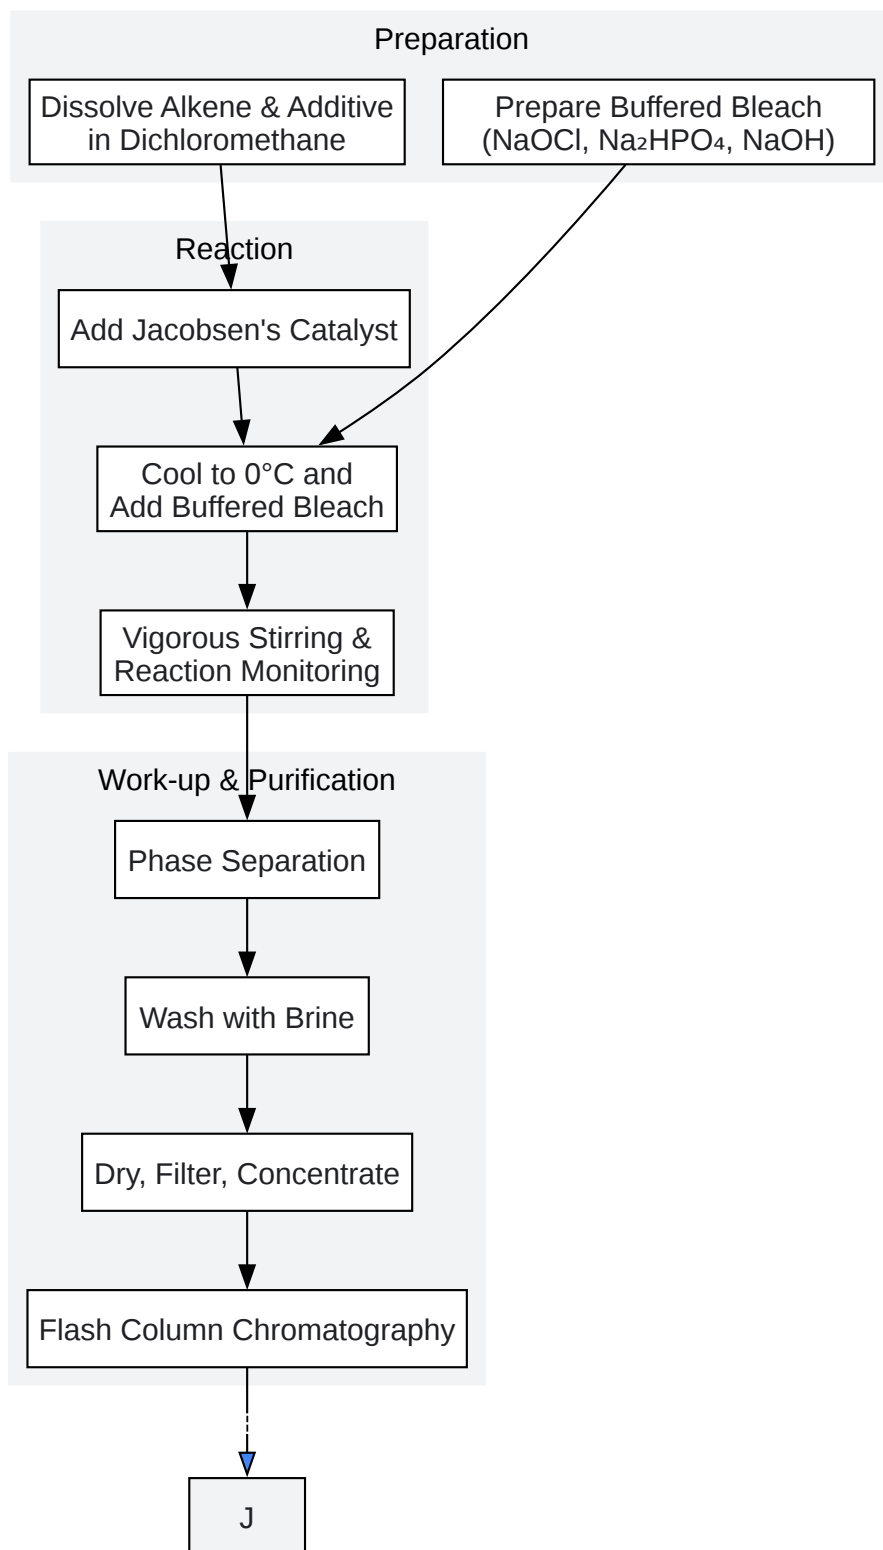 Preparation
Dissolve Alkene & Additive
in Dichloromethane
Prepare Buffered Bleach
(NaOCl, Na₂HPO₄, NaOH)
Reaction
Add Jacobsen's Catalyst
Cool to 0°C and
Add Buffered Bleach
Vigorous Stirring &
Reaction Monitoring
Work-up & Purification
Phase Separation
Wash with Brine
Dry, Filter, Concentrate
Flash Column Chromatography
J